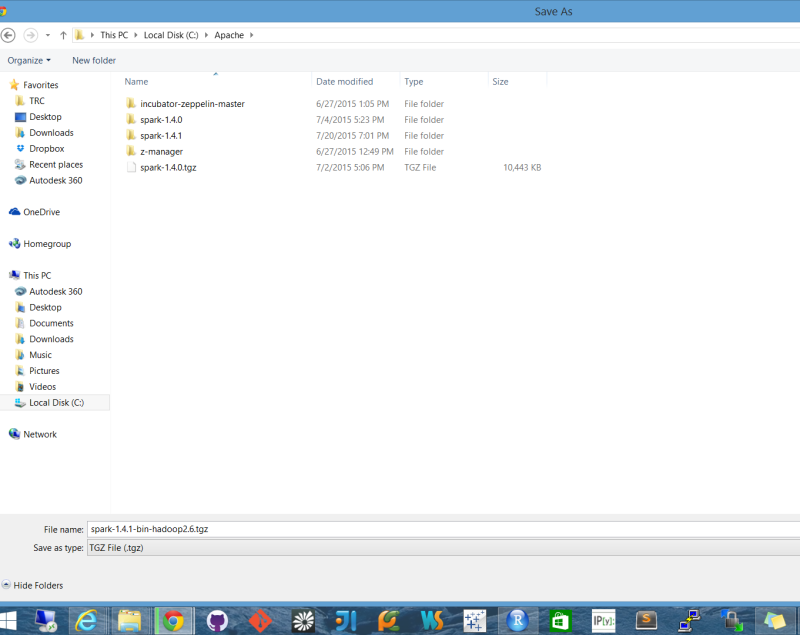 Save As
This PC Local Disk (C:) Apache
Organize New folder
Name Date modified Type Size
Favorites
TRC
Desktop
Downloads
Dropbox
Recent places
Autodesk 360
OneDrive
Homegroup
This PC
Autodesk 360
Desktop
Documents
Downloads
Music
Pictures
Videos
Local Disk (C:)
Network
incubator-zeppelin-master 6/27/2015 1:05 PM File folder
spark-1.4.0 7/4/2015 5:23 PM File folder
spark-1.4.1 7/20/2015 7:01 PM File folder
z-manager 6/27/2015 12:49 PM File folder
spark-1.4.0.tgz 7/2/2015 5:06 PM TGZ File 10,443 KB
File name: spark-1.4.1-bin-hadoop2.6.tgz
Save as type: TGZ File (.tgz)
Hide Folders
WS R IP[y]: S